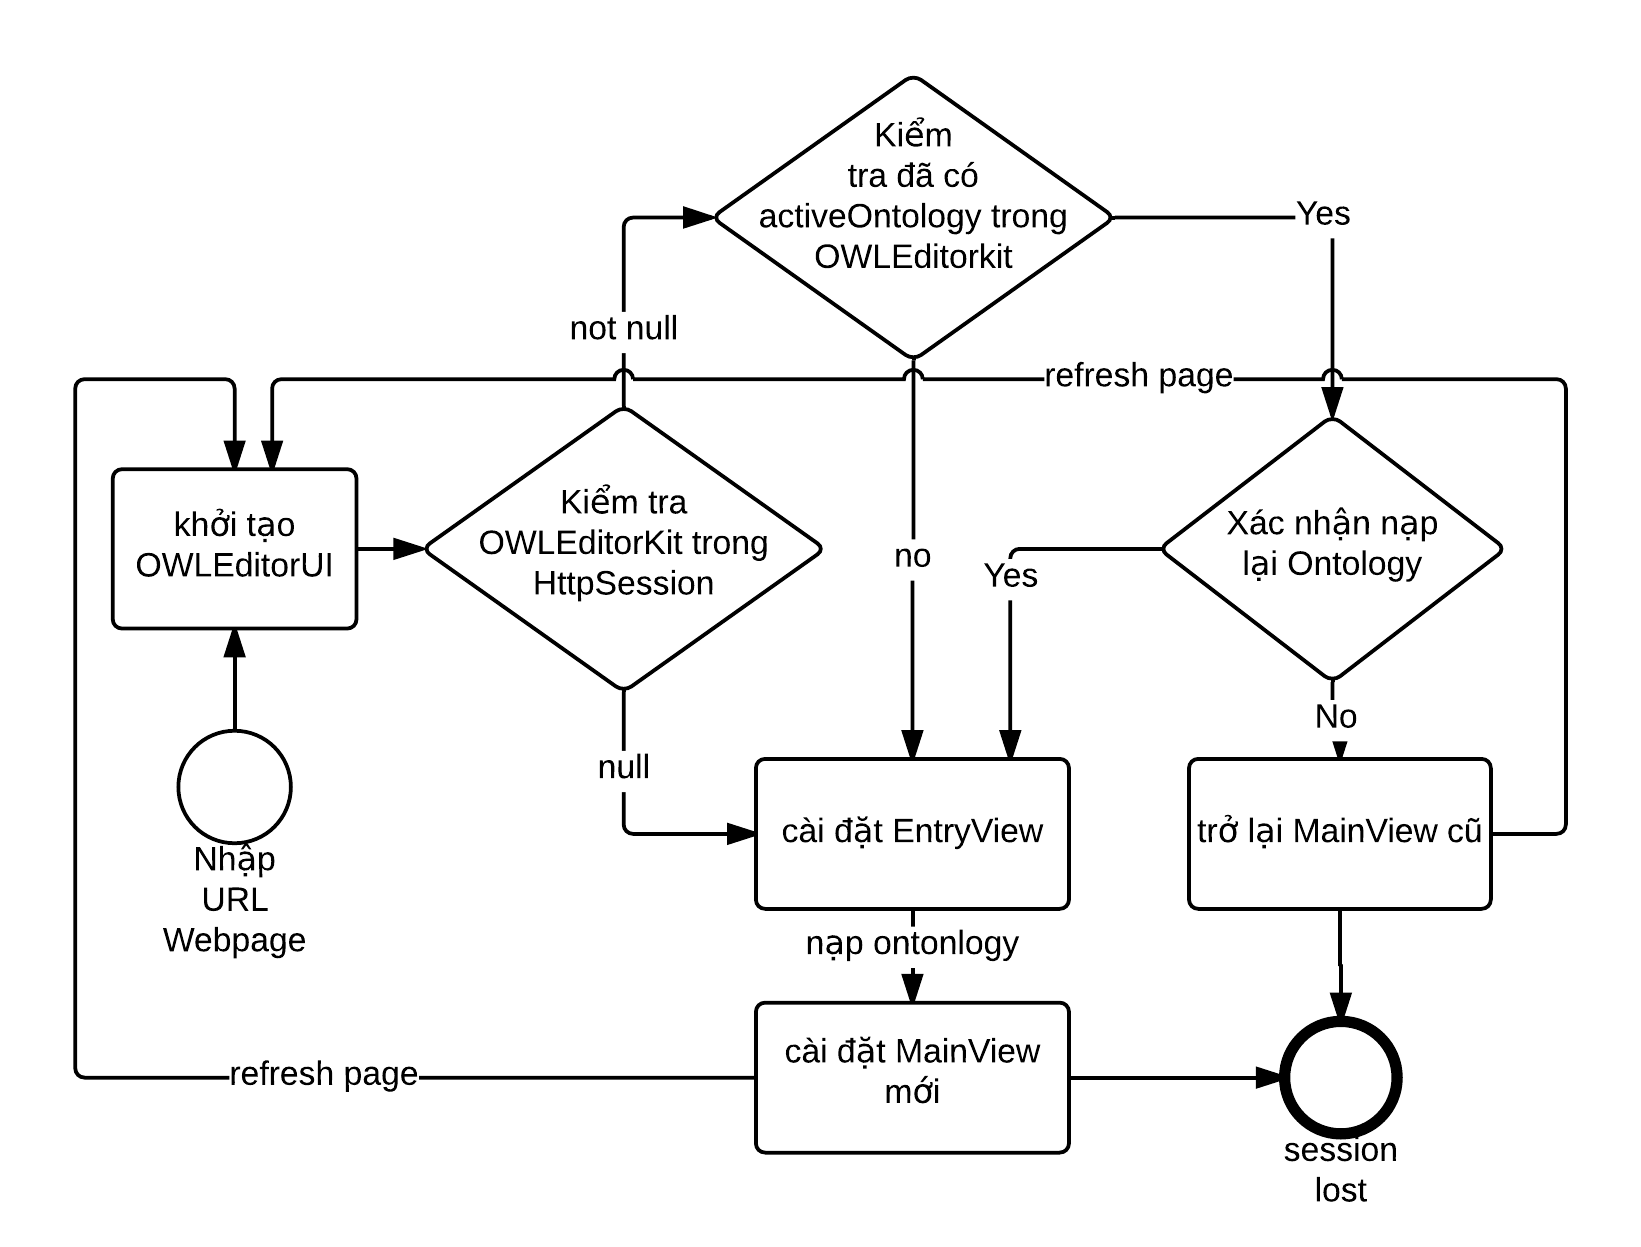 Kiểm
tra đã có
activeOntology trong
OWLEditorkit
Yes
not null
refresh page
khởi tạo
OWLEditorUI
Kiểm tra
OWLEditorKit trong
HttpSession
no
Yes
Xác nhận nạp
lại Ontology
No
null
cài đặt EntryView
trở lại MainView cũ
Nhập
URL
Webpage
nạp ontonlogy
cài đặt MainView
mới
refresh page
session
lost